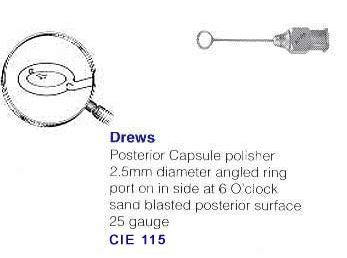 Drews
Posterior Capsule polisher
2.5mm diameter angled ring
port on in side at 6 O'clock
sand blasted posterior surface
25 gauge
CIE 115